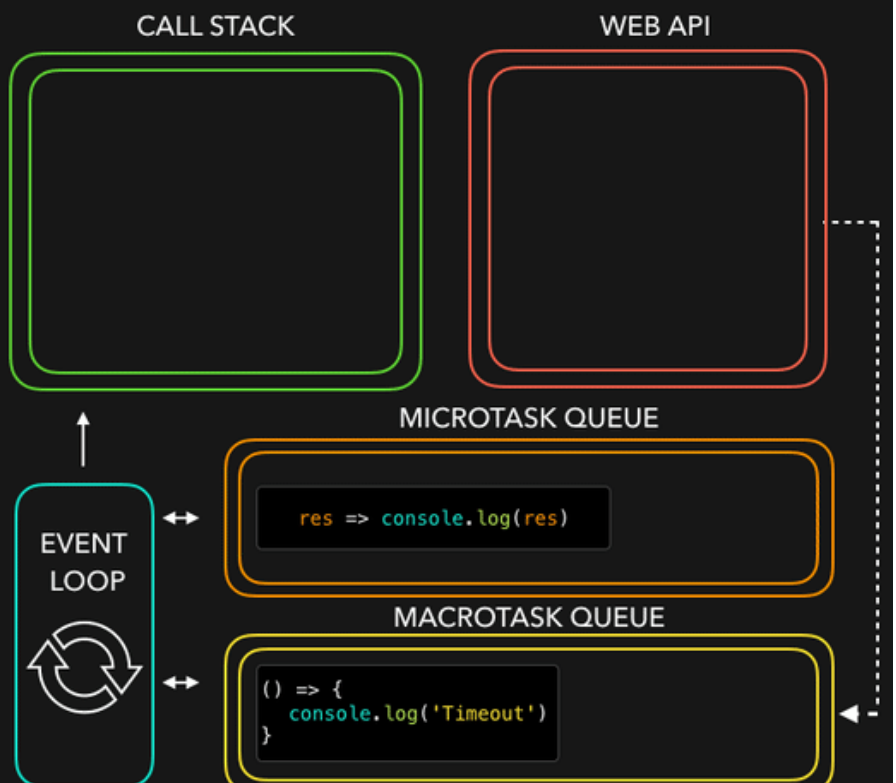 CALL STACK
WEB API
MICROTASK QUEUE
res => console.log(res)
EVENT
LOOP
MACROTASK QUEUE
() => {
console.log('Timeout')
}